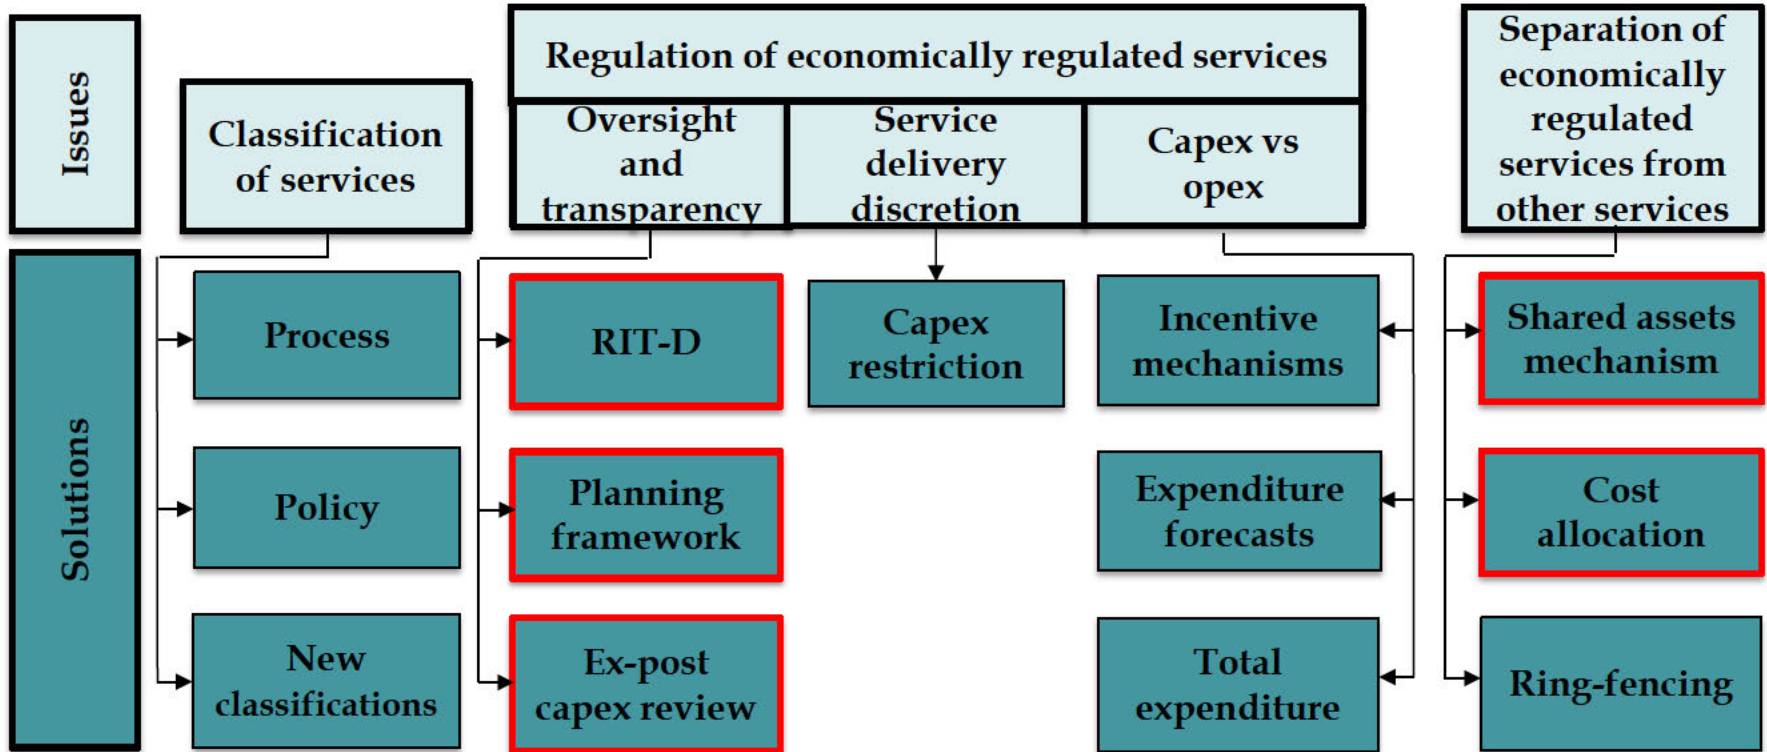 Issues
Classification
of services
Regulation of economically regulated services
Oversight
and
transparency
Service
delivery
discretion
Capex vs
opex
Separation of
economically
regulated
services from
other services
Solutions
Process
Policy
New
classifications
RIT-D
Planning
framework
Ex-post
capex review
Capex
restriction
Incentive
mechanisms
Expenditure
forecasts
Total
expenditure
Shared assets
mechanism
Cost
allocation
Ring-fencing